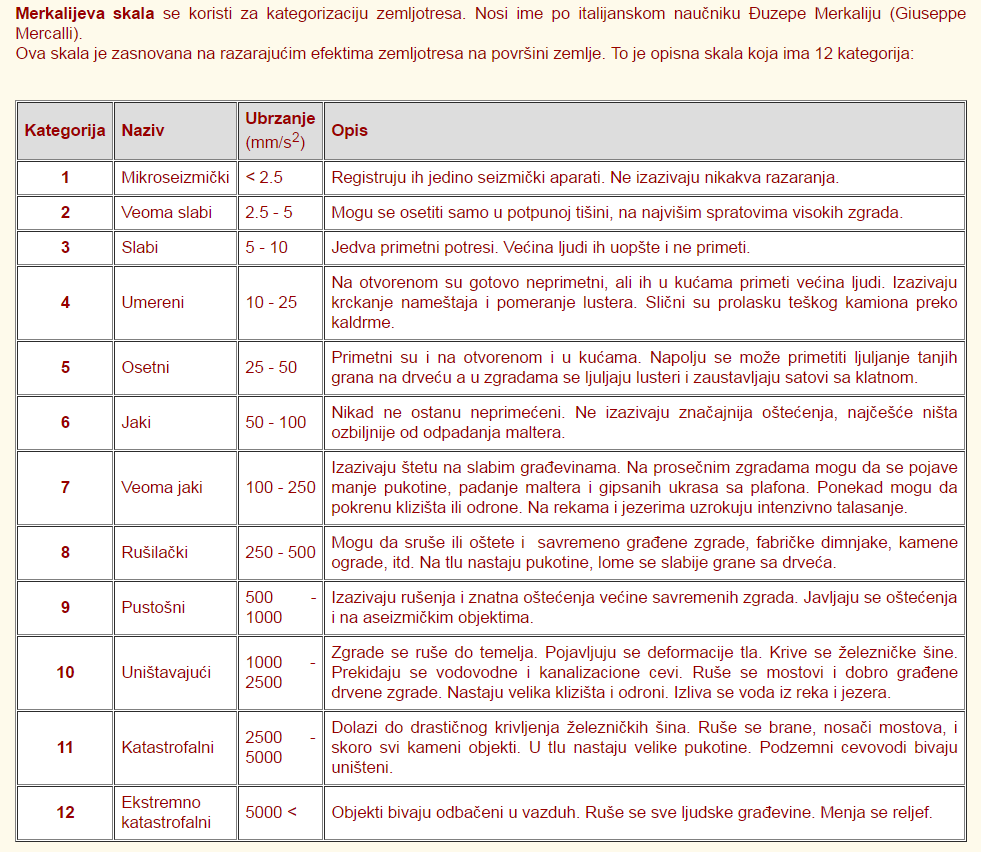 Merkalijeva skala se koristi za kategorizaciju zemljotresa. Nosi ime po italijanskom naučniku Đuzepe Merkaliju (Giuseppe
Mercalli).
Ova skala je zasnovana na razarajućim efektima zemljotresa na površini zemlje. To je opisna skala koja ima 12 kategorija:
Kategorija Naziv Ubrzanje (mm/s²) Opis
1 Mikroseizmički < 2.5 Registruju ih jedino seizmički aparati. Ne izazivaju nikakva razaranja.
2 Veoma slabi 2.5 - 5 Mogu se osetiti samo u potpunoj tišini, na najvišim spratovima visokih zgrada.
3 Slabi 5 - 10 Jedva primetni potresi. Većina ljudi ih uopšte i ne primeti.
4 Umereni 10 - 25 Na otvorenom su gotovo neprimetni, ali ih u kućama primeti većina ljudi. Izazivaju
krckanje nameštaja i pomeranje lustera. Slični su prolasku teškog kamiona preko
kaldrme.
5 Osetni 25 - 50 Primetni su i na otvorenom i u kućama. Napolju se može primetiti ljuljanje tanjih
grana na drveću a u zgradama se ljuljaju lusteri i zaustavljaju satovi sa klatnom.
6 Jaki 50 - 100 Nikad ne ostanu neprimećeni. Ne izazivaju značajnija oštećenja, najčešće ništa
ozbiljnije od odpadanja maltera.
7 Veoma jaki 100 - 250 Izazivaju štetu na slabim građevinama. Na prosečnim zgradama mogu da se pojave
manje pukotine, padanje maltera i gipsanih ukrasa sa plafona. Ponekad mogu da
pokrenu klizišta ili odrone. Na rekama i jezerima uzrokuju intenzivno talasanje.
8 Rušilački 250 - 500 Mogu da sruše ili oštete i savremeno građene zgrade, fabričke dimnjake, kamene
ograde, itd. Na tlu nastaju pukotine, lome se slabije grane sa drveća.
9 Pustošni 500 - 1000 Izazivaju rušenja i znatna oštećenja većine savremenih zgrada. Javljaju se oštećenja
i na aseizmičkim objektima.
10 Uništavajući 1000 - 2500 Zgrade se ruše do temelja. Pojavljuju se deformacije tla. Krive se železničke šine.
Prekidaju se vodovodne i kanalizacione cevi. Ruše se mostovi i dobro građene
drvene zgrade. Nastaju velika klizišta i odroni. Izliva se voda iz reka i jezera.
11 Katastrofalni 2500 - 5000 Dolazi do drastičnog krivljenja železničkih šina. Ruše se brane, nosači mostova, i
skoro svi kameni objekti. U tlu nastaju velike pukotine. Podzemni cevovodi bivaju
uništeni.
12 Ekstremno katastrofalni 5000 < Objekti bivaju odbačeni u vazduh. Ruše se sve ljudske građevine. Menja se reljef.